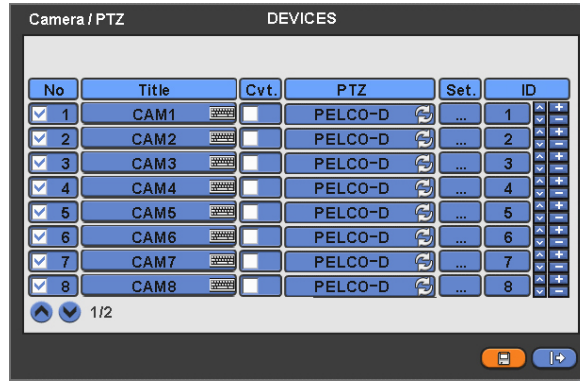 Camera / PTZ DEVICES
No Title Cvt. PTZ Set. ID
1 CAM1 PELCO-D ... 1
2 CAM2 PELCO-D ... 2
3 CAM3 PELCO-D ... 3
4 CAM4 PELCO-D ... 4
5 CAM5 PELCO-D ... 5
6 CAM6 PELCO-D ... 6
7 CAM7 PELCO-D ... 7
8 CAM8 PELCO-D ... 8
1/2